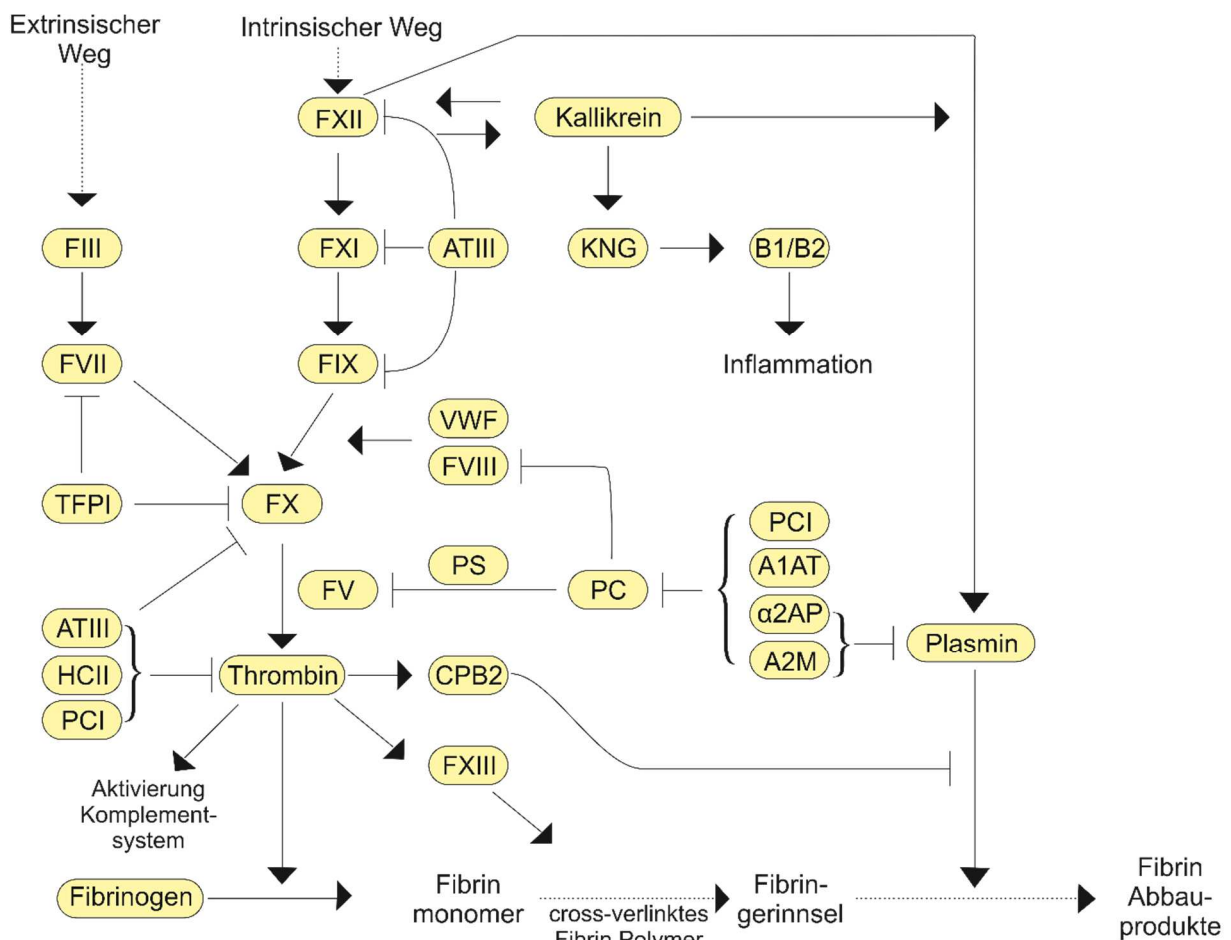 Extrinsischer
Weg
Intrinsischer Weg
FXII
Kallikrein
FIII
FXI
ATIII
KNG
B1/B2
FVII
FIX
Inflammation
VWF
FVIII
TFPI
FX
PCI
A1AT
α2AP
A2M
PS
FV
PC
Plasmin
ATIII
HCII
PCI
Thrombin
CPB2
FXIII
Aktivierung
Komplement-
system
Fibrinogen
Fibrin
monomer
cross-verlinktes
Fibrin Polymer
Fibrin-
gerinnsel
Fibrin
Abbau-
produkte